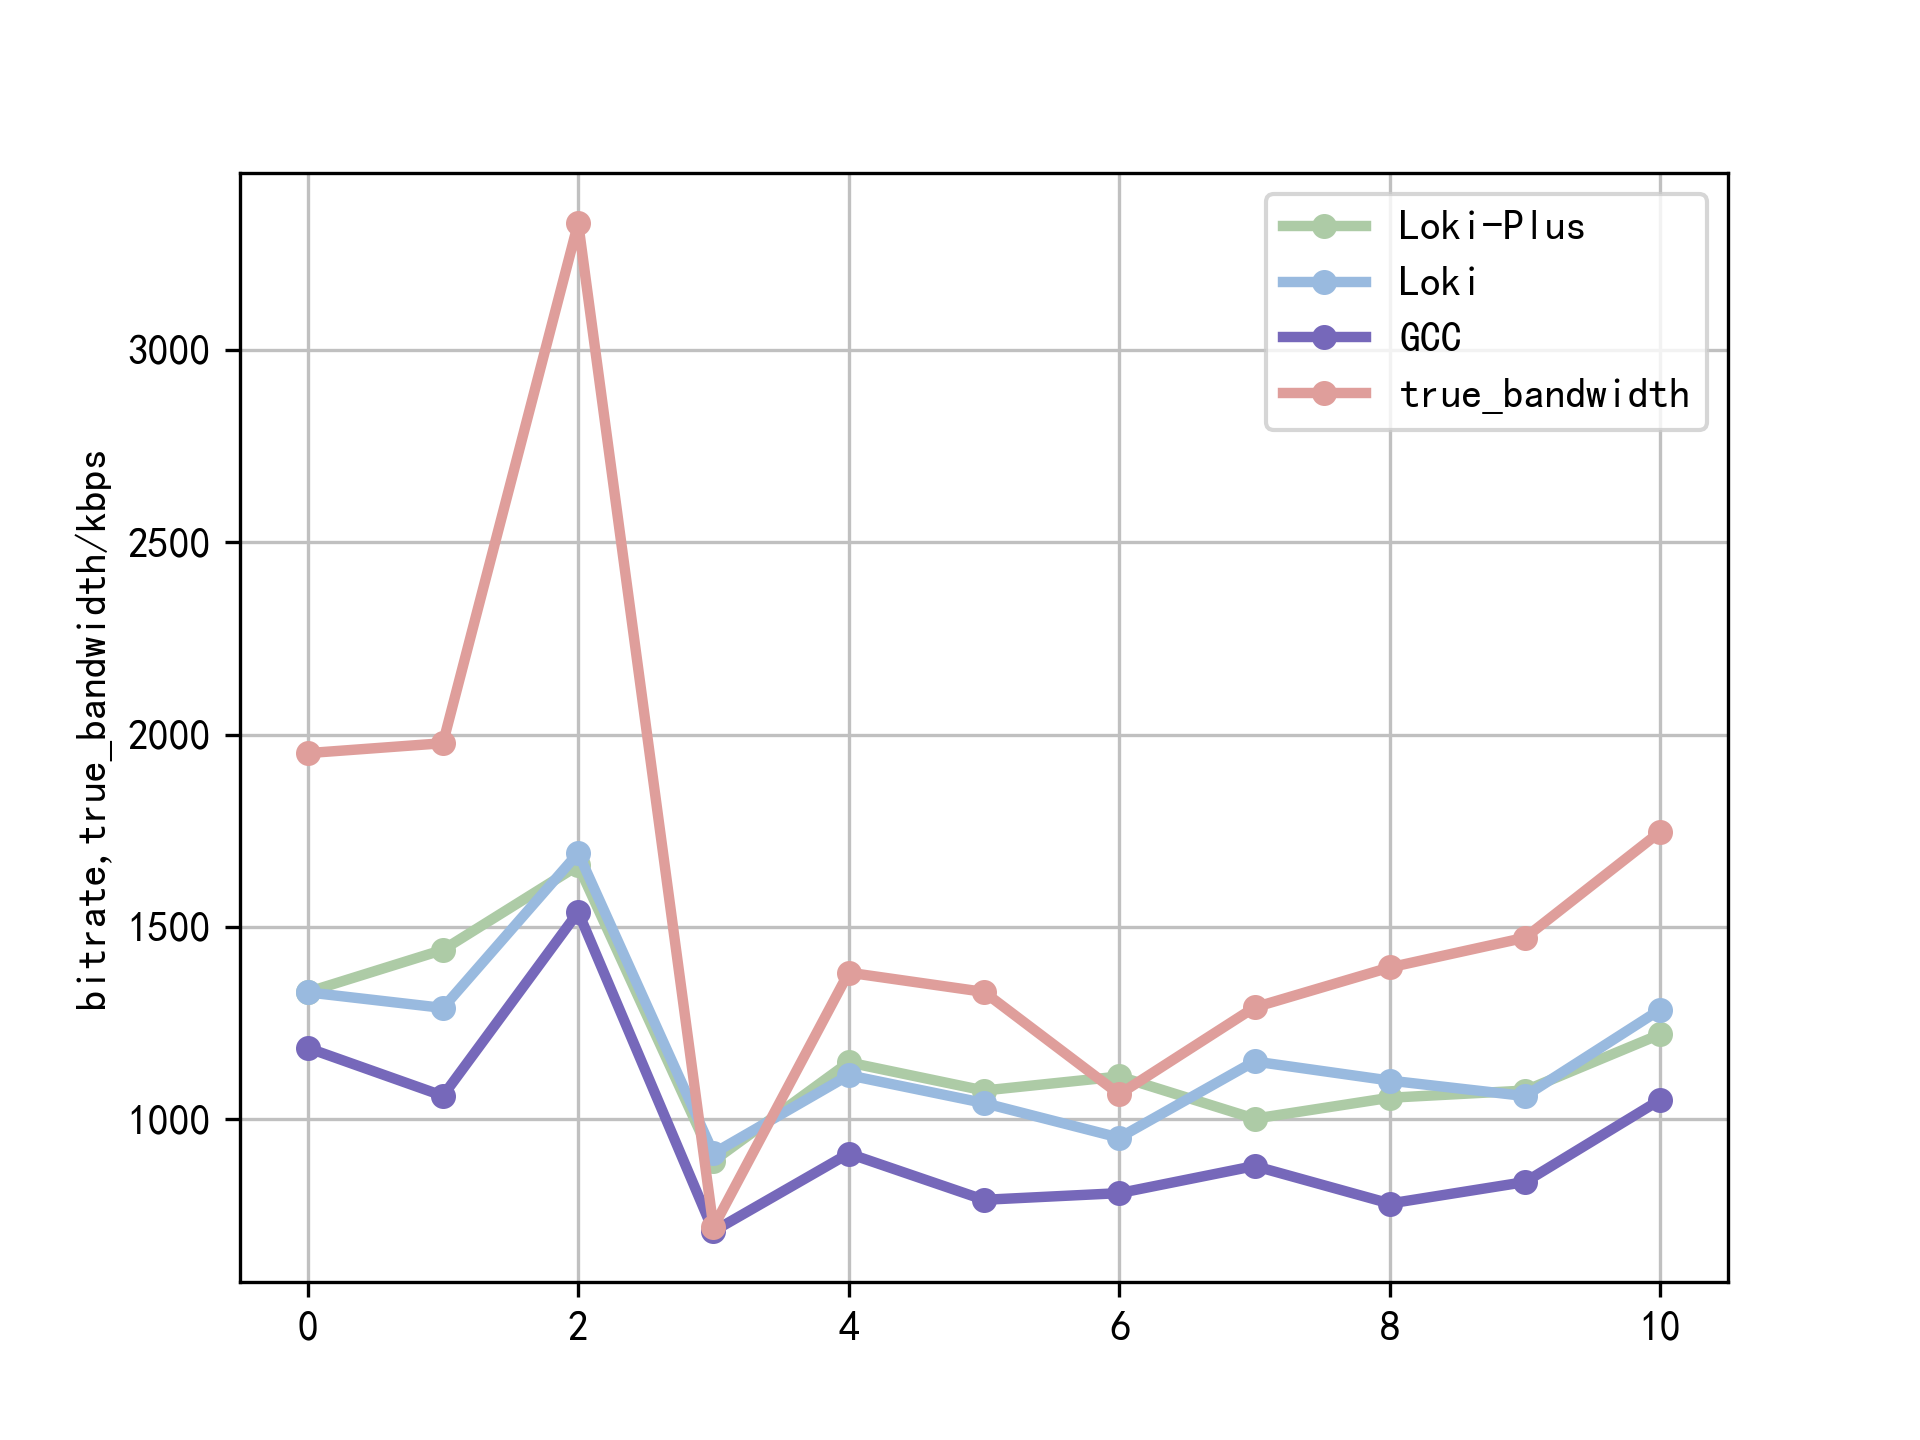 Loki-Plus
Loki
GCC
true_bandwidth
bitrate,true_bandwidth/kbps
3000
2500
2000
1500
1000
0 2 4 6 8 10